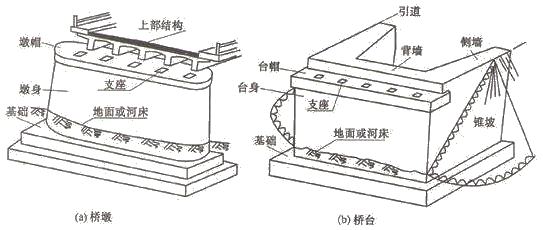 上部结构
墩帽
支座
墩身
基础
地面或河床
(a) 桥墩
引道
背墙
侧墙
台帽
台身
支座
锥坡
基础
地面或河床
(b) 桥台